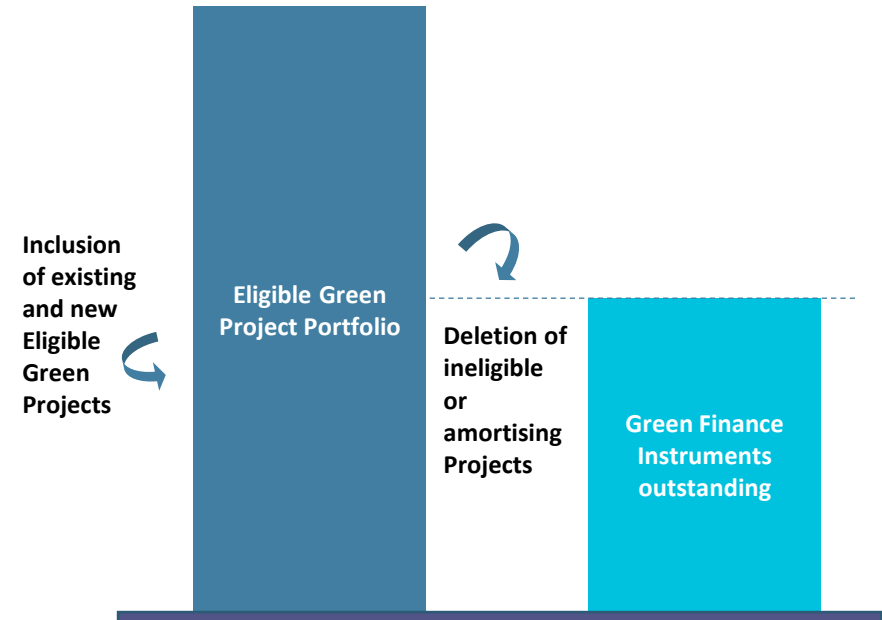 Inclusion
of existing
and new
Eligible
Green
Projects
Eligible Green
Project Portfolio
Deletion of
ineligible
or
amortising
Projects
Green Finance
Instruments
outstanding